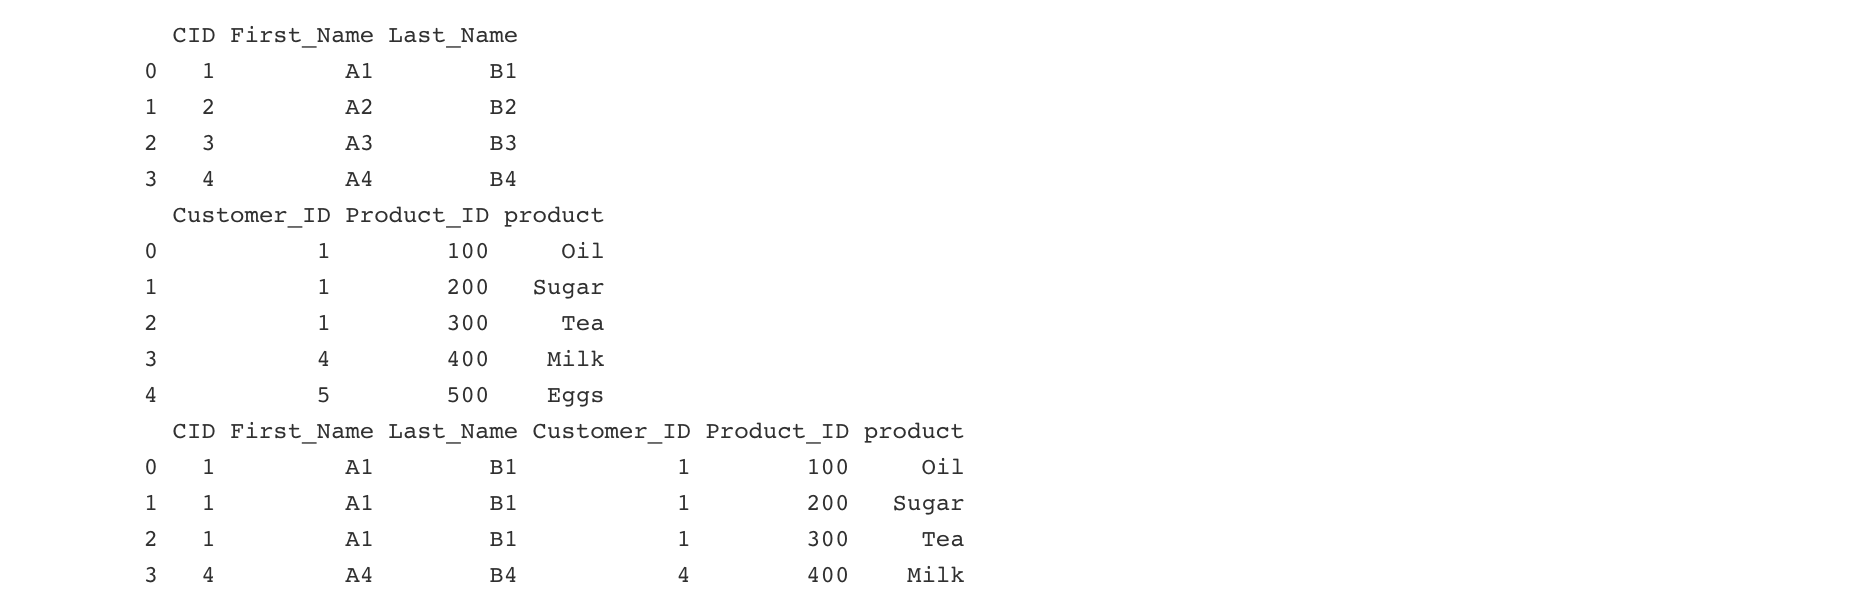 CID First_Name Last_Name
0   1         A1        B1
1   2         A2        B2
2   3         A3        B3
3   4         A4        B4
  Customer_ID Product_ID product
0           1        100     Oil
1           1        200   Sugar
2           1        300     Tea
3           4        400    Milk
4           5        500    Eggs
  CID First_Name Last_Name Customer_ID Product_ID product
0   1         A1        B1           1        100     Oil
1   1         A1        B1           1        200   Sugar
2   1         A1        B1           1        300     Tea
3   4         A4        B4           4        400    Milk